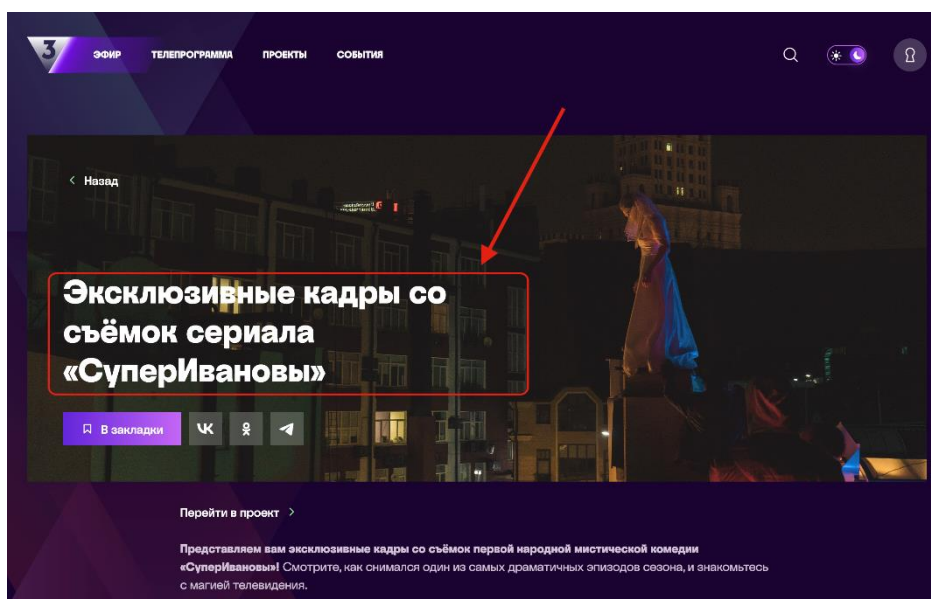 3 ЭФИР ТЕЛЕПРОГРАММА ПРОЕКТЫ СОБЫТИЯ
< Назад
Эксклюзивные кадры со
съёмок сериала
«СуперИвановы»
В закладки
Перейти в проект >
Представляем вам эксклюзивные кадры со съёмок первой народной мистической комедии
«СуперИвановы»! Смотрите, как снимался один из самых драматичных эпизодов сезона, и знакомьтесь
с магией телевидения.